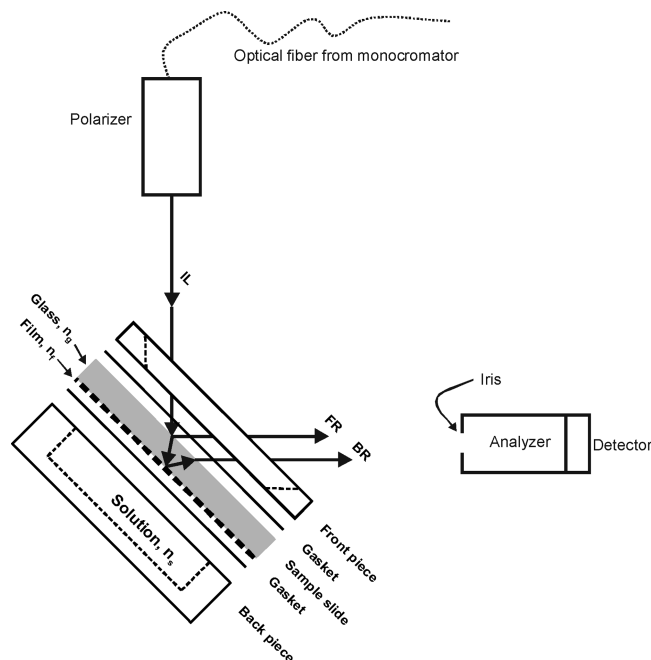 Optical fiber from monocromator
Polarizer
IL
Glass, ng
Film, nf
Iris
FR
BR
Analyzer
Detector
Solution, ns
Front piece
Gasket
Sample slide
Gasket
Back piece